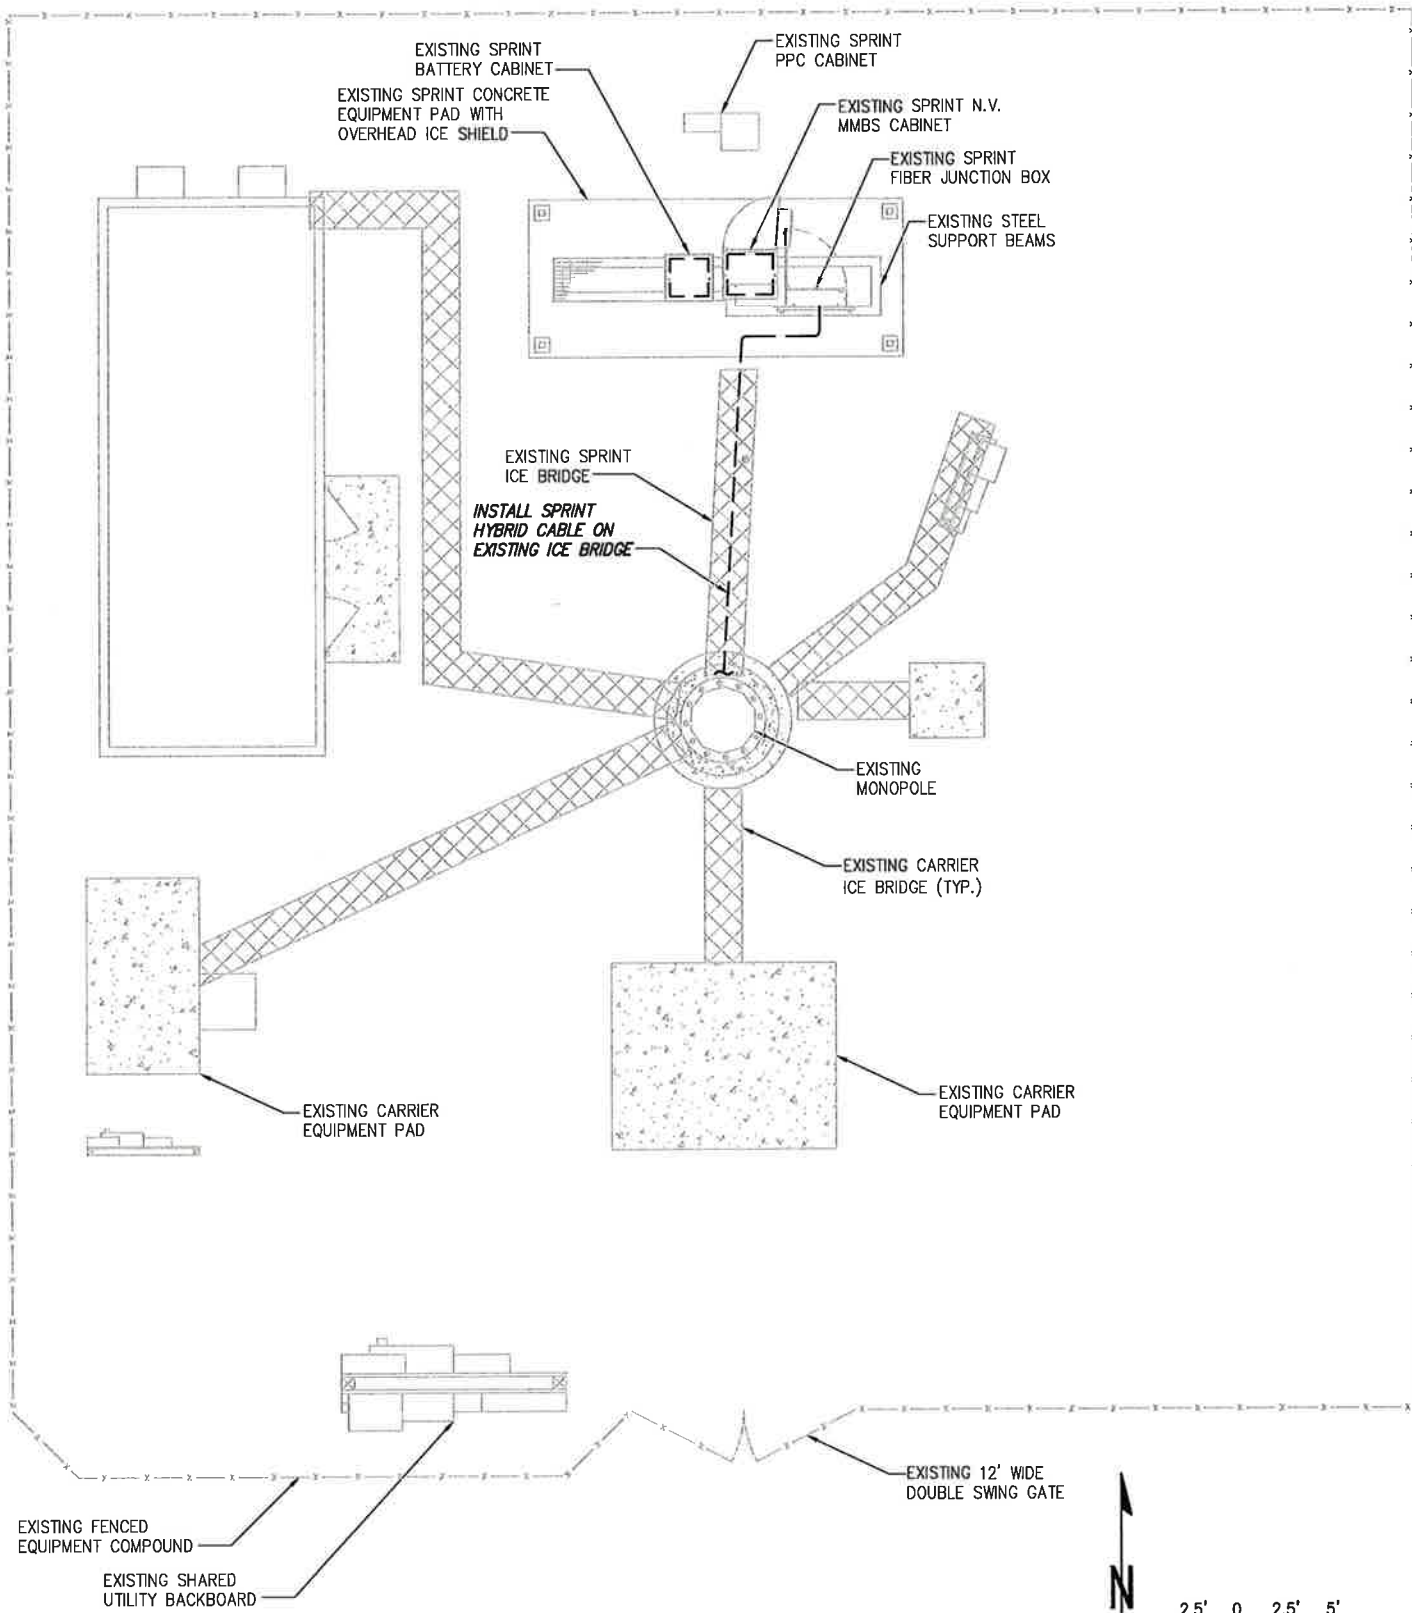 EXISTING SPRINT
BATTERY CABINET
EXISTING SPRINT
PPC CABINET
EXISTING SPRINT CONCRETE
EQUIPMENT PAD WITH
OVERHEAD ICE SHIELD
EXISTING SPRINT N.V.
MMBS CABINET
EXISTING SPRINT
FIBER JUNCTION BOX
EXISTING STEEL
SUPPORT BEAMS
EXISTING SPRINT
ICE BRIDGE
INSTALL SPRINT
HYBRID CABLE ON
EXISTING ICE BRIDGE
EXISTING
MONOPOLE
EXISTING CARRIER
ICE BRIDGE (TYP.)
EXISTING CARRIER
EQUIPMENT PAD
EXISTING CARRIER
EQUIPMENT PAD
EXISTING 12' WIDE
DOUBLE SWING GATE
EXISTING FENCED
EQUIPMENT COMPOUND
EXISTING SHARED
UTILITY BACKBOARD
N
2.5' 0 2.5' 5'